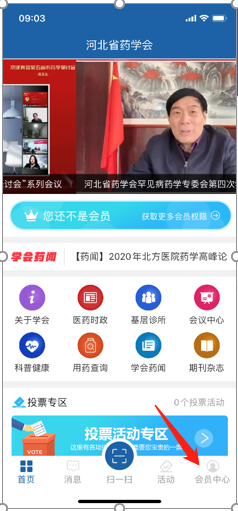 09:03
河北省药学会
讨会"系列会议
河北省药学会罕见病药学专委会第四次
您还不是会员
获取更多会员权益
学会药闻
【药闻】2020年北方医院药学高峰论
关于学会
医药时政
基层诊所
会议中心
科普健康
用药查询
学会药闻
期刊杂志
投票专区
0个投票活动
VOTE
投票活动专区
首页
消息
扫一扫
活动
会员中心